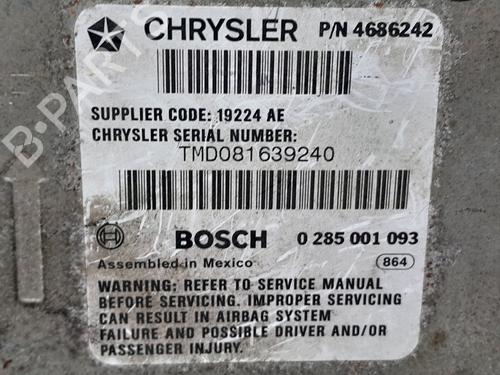 CHRYSLER P/N 4686242
SUPPLIER CODE: 19224 AE
CHRYSLER SERIAL NUMBER:
TMD081639240
BOSCH 0 285 001 093
Assembled in Mexico 864
WARNING: REFER TO SERVICE MANUAL
BEFORE SERVICING. IMPROPER SERVICING
CAN RESULT IN AIRBAG SYSTEM
FAILURE AND POSSIBLE DRIVER AND/OR
PASSENGER INJURY.
B-PARTS